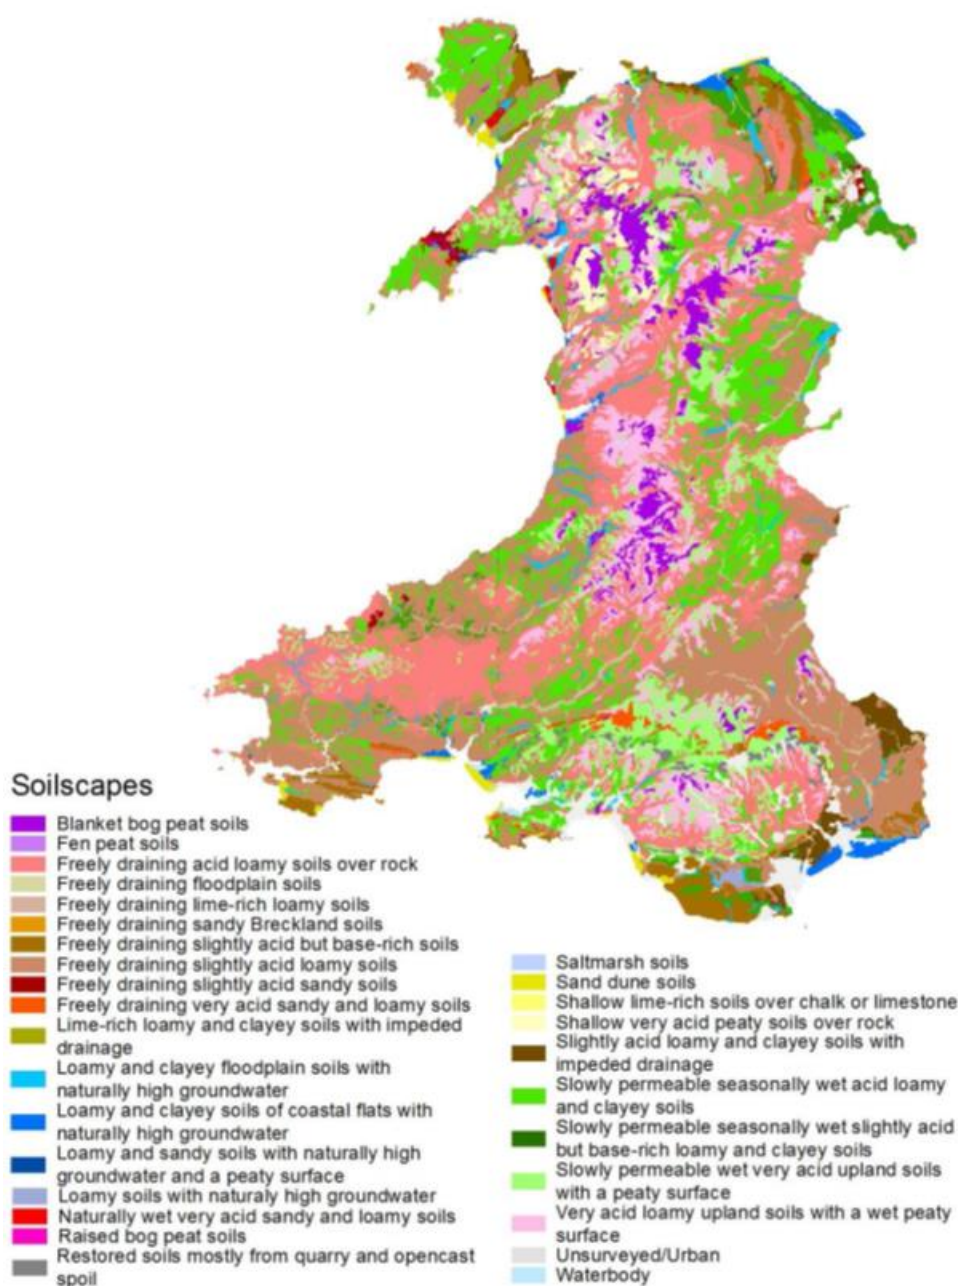 Soilscapes
Blanket bog peat soils
Fen peat soils
Freely draining acid loamy soils over rock
Freely draining floodplain soils
Freely draining lime-rich loamy soils
Freely draining sandy Breckland soils
Freely draining slightly acid but base-rich soils
Freely draining slightly acid loamy soils
Freely draining slightly acid sandy soils
Freely draining very acid sandy and loamy soils
Lime-rich loamy and clayey soils with impeded
drainage
Loamy and clayey floodplain soils with
naturally high groundwater
Loamy and clayey soils of coastal flats with
naturally high groundwater
Loamy and sandy soils with naturally high
groundwater and a peaty surface
Loamy soils with naturaly high groundwater
Naturally wet very acid sandy and loamy soils
Raised bog peat soils
Restored soils mostly from quarry and opencast
spoil
Saltmarsh soils
Sand dune soils
Shallow lime-rich soils over chalk or limestone
Shallow very acid peaty soils over rock
Slightly acid loamy and clayey soils with
impeded drainage
Slowly permeable seasonally wet acid loamy
and clayey soils
Slowly permeable seasonally wet slightly acid
but base-rich loamy and clayey soils
Slowly permeable wet very acid upland soils
with a peaty surface
Very acid loamy upland soils with a wet peaty
surface
Unsurveyed/Urban
Waterbody